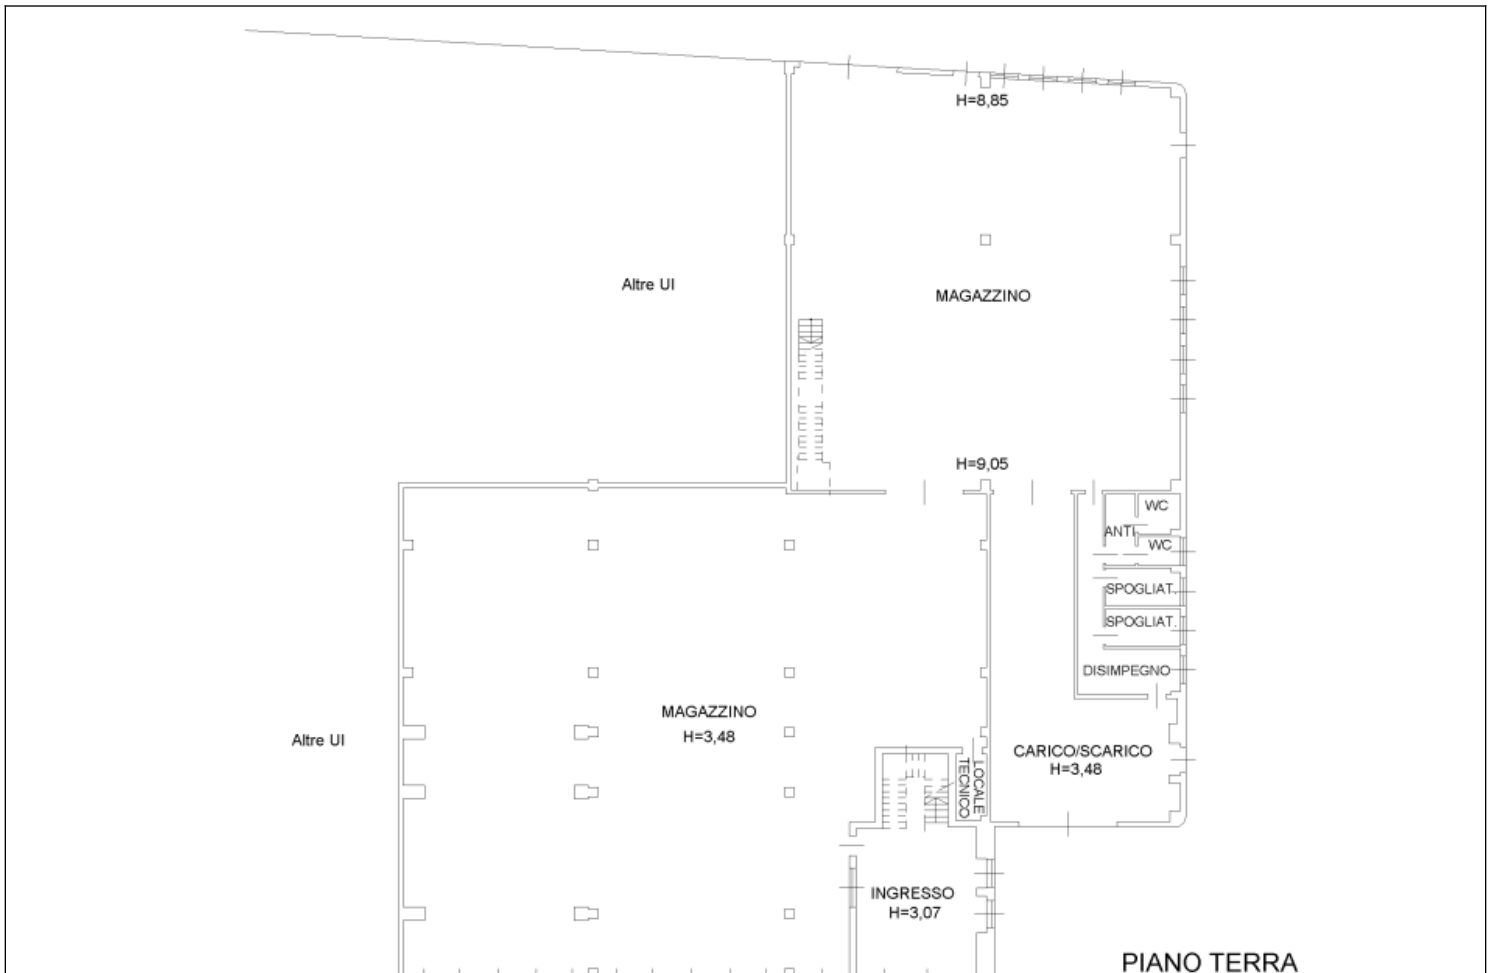 H=8,85
Altre UI
MAGAZZINO
H=9,05
WC
ANTI
WC
SPOGLIAT.
SPOGLIAT.
DISIMPEGNO
MAGAZZINO
H=3,48
Altre UI
CARICO/SCARICO
H=3,48
LOCALE
TECNICO
INGRESSO
H=3,07
PIANO TERRA